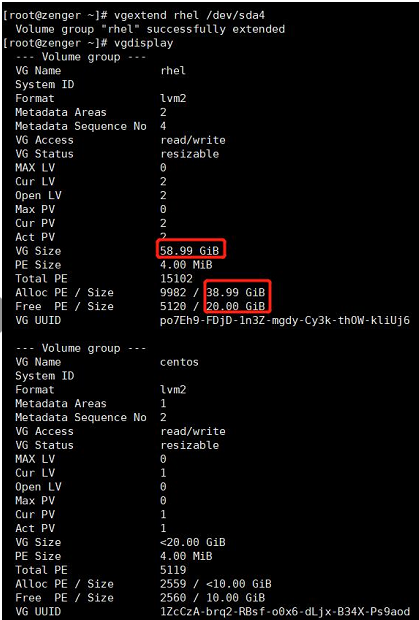 [root@zenger ~]# vgextend rhel /dev/sda4
Volume group "rhel" successfully extended
[root@zenger ~]# vgdisplay
--- Volume group ---
VG Name rhel
System ID
Format lvm2
Metadata Areas 2
Metadata Sequence No 4
VG Access read/write
VG Status resizable
MAX LV 0
Cur LV 2
Open LV 2
Max PV 0
Cur PV 2
Act PV 2
VG Size 58.99 GiB
PE Size 4.00 MiB
Total PE 15102
Alloc PE / Size 9982 / 38.99 GiB
Free PE / Size 5120 / 20.00 GiB
VG UUID po7Eh9-FDjD-1n3Z-mgdy-Cy3k-thOW-kliUj6
--- Volume group ---
VG Name centos
System ID
Format lvm2
Metadata Areas 1
Metadata Sequence No 2
VG Access read/write
VG Status resizable
MAX LV 0
Cur LV 1
Open LV 0
Max PV 0
Cur PV 1
Act PV 1
VG Size <20.00 GiB
PE Size 4.00 MiB
Total PE 5119
Alloc PE / Size 2559 / <10.00 GiB
Free PE / Size 2560 / 10.00 GiB
VG UUID 1ZcCzA-brq2-RBsf-o0x6-dLjx-B34X-Ps9aod